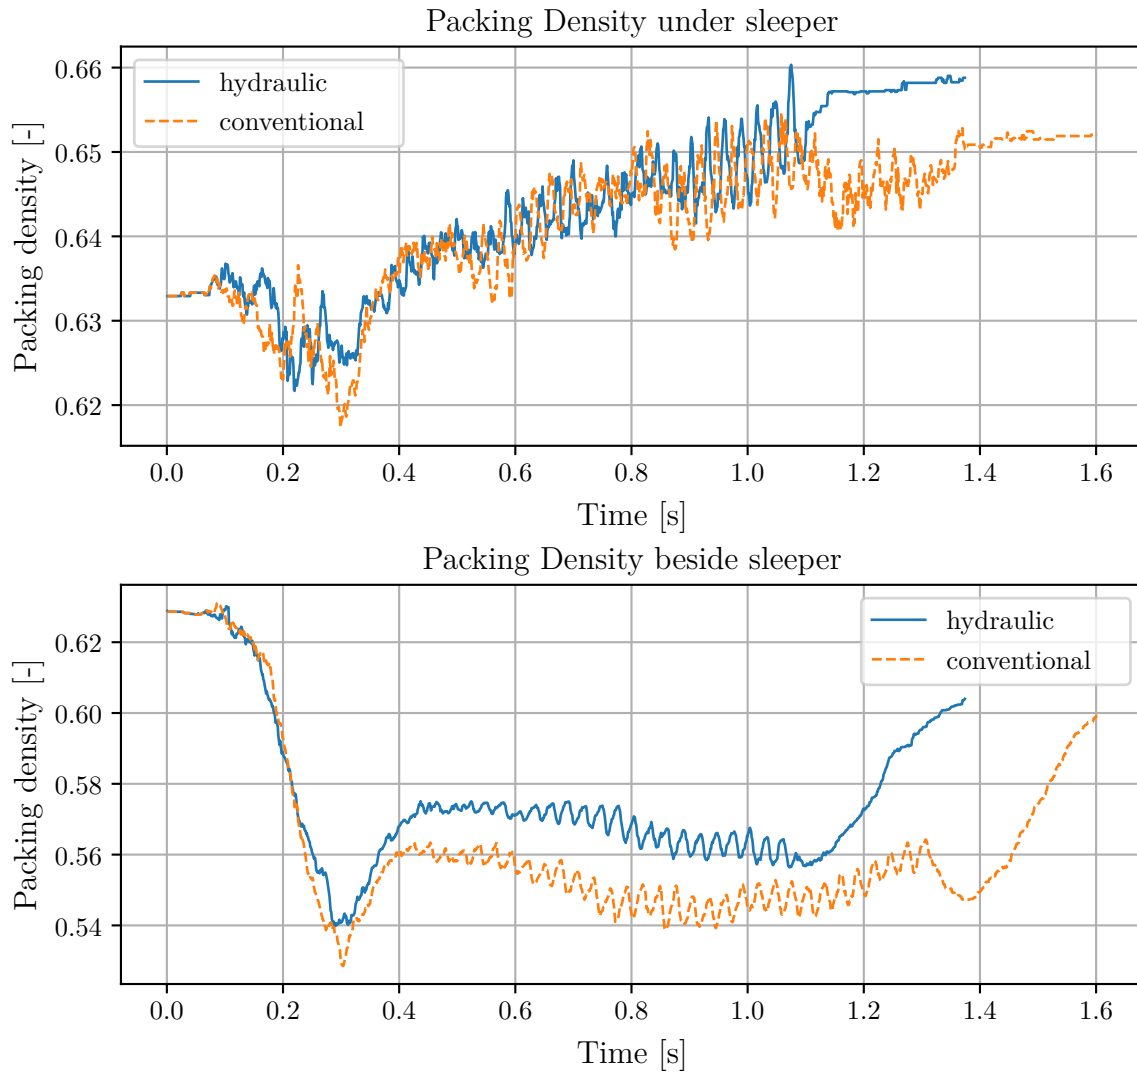 Packing Density under sleeper
0.66
0.65
0.64
0.63
0.62
Packing density [-]
hydraulic
conventional
0.0 0.2 0.4 0.6 0.8 1.0 1.2 1.4 1.6
Time [s]
Packing Density beside sleeper
0.62
0.60
0.58
0.56
0.54
Packing density [-]
hydraulic
conventional
0.0 0.2 0.4 0.6 0.8 1.0 1.2 1.4 1.6
Time [s]